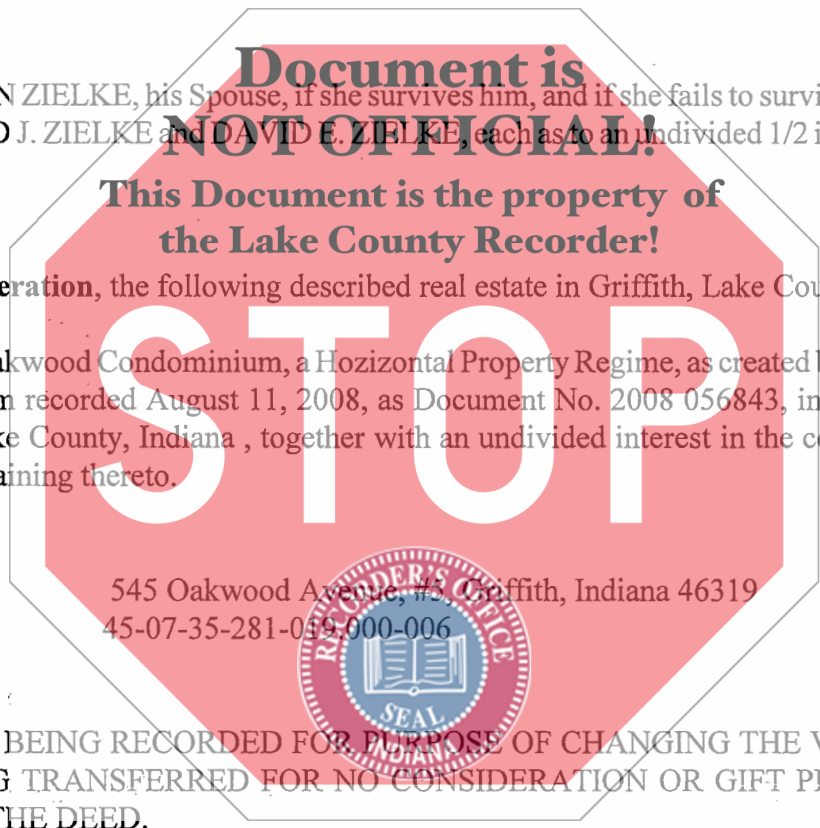 Document is
N ZIELKE, his Spouse, if she survives him, and if she fails to survi
D J. ZIELKE and DAVID E. ZIELKE, each as to an undivided 1/2 i
NOT OFFICIAL!
This Document is the property of
the Lake County Recorder!
eration, the following described real estate in Griffith, Lake Cou
STOP
akwood Condominium, a Hozizontal Property Regime, as created b
m recorded August 11, 2008, as Document No. 2008 056843, in
ke County, Indiana , together with an undivided interest in the co
aining thereto.
545 Oakwood Avenue, #3, Griffith, Indiana 46319
45-07-35-281-019.000-006
RECORDER'S OFFICE
SEAL
INDIANA
BEING RECORDED FOR PURPOSE OF CHANGING THE V
G TRANSFERRED FOR NO CONSIDERATION OR GIFT P
THE DEED.